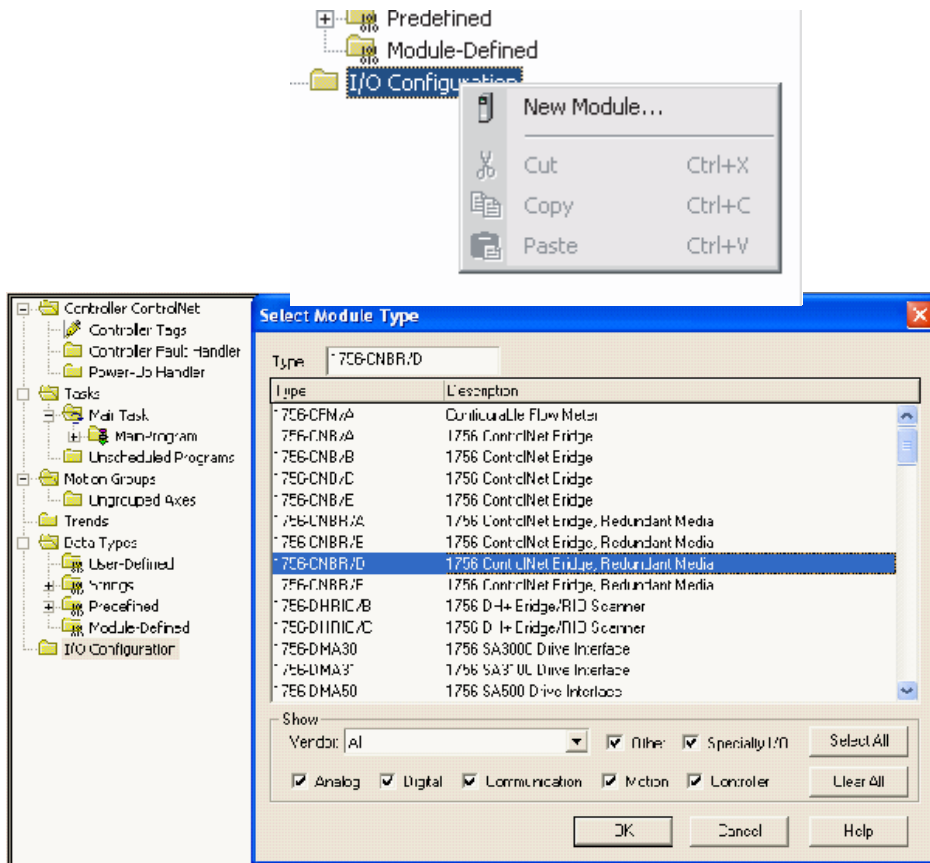 Predefined
Module-Defined
I/O Configuration
New Module...
Cut Ctrl+X
Copy Ctrl+C
Paste Ctrl+V
Controller ControlNet
Controller Tags
Controller Fault Handler
Power-Up Handler
Tasks
Main Task
MainProgram
Unscheduled Programs
Motion Groups
Ungrouped Axes
Trends
Data Types
User-Defined
Strings
Predefined
Module-Defined
I/O Configuration
Select Module Type
Type 1756-CNBR/D
Type Description
1756-CFM/A Configurable Flow Meter
1756-CNB/A 1756 ControlNet Bridge
1756-CNB/B 1756 ControlNet Bridge
1756 ControlNet Bridge
1756-CNB/E 1756 ControlNet Bridge
1756-CNBR/A 1756 ControlNet Bridge, Redundant Media
1756 ControlNet Bridge, Redundant Media
1756-CNBR/D 1756 ControlNet Bridge, Redundant Media
1756 ControlNet Bridge, Redundant Media
1756-DHRIO/B 1756 DH+ Bridge/RIO Scanner
1756-DHRIO/C 1756 DH+ Bridge/RIO Scanner
1756-DMA30 1756 SA3000 Drive Interface
1756-DMA31 1756 SA3100 Drive Interface
1756-DMA50 1756 SA500 Drive Interface
Show
Vendor: All Other Specialty I/O Select All
Analog Digital Communication Motion Controller Clear All
OK Cancel Help